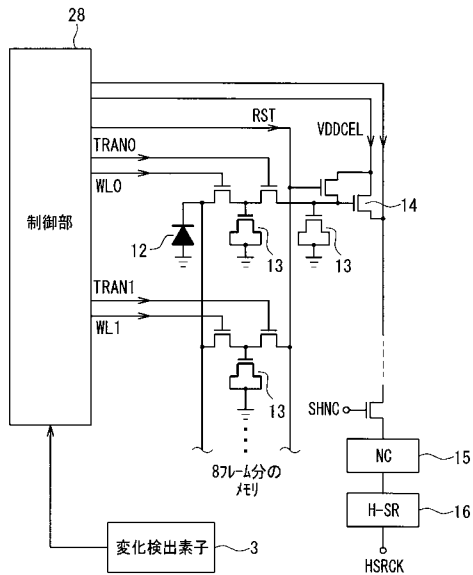 28
制御部
RST
VDDCEL
TRAN0
WL0
14
12
13
13
TRAN1
WL1
13
SHNC
8フレーム分の
メモリ
NC
15
H-SR
16
変化検出素子
3
HSRCK